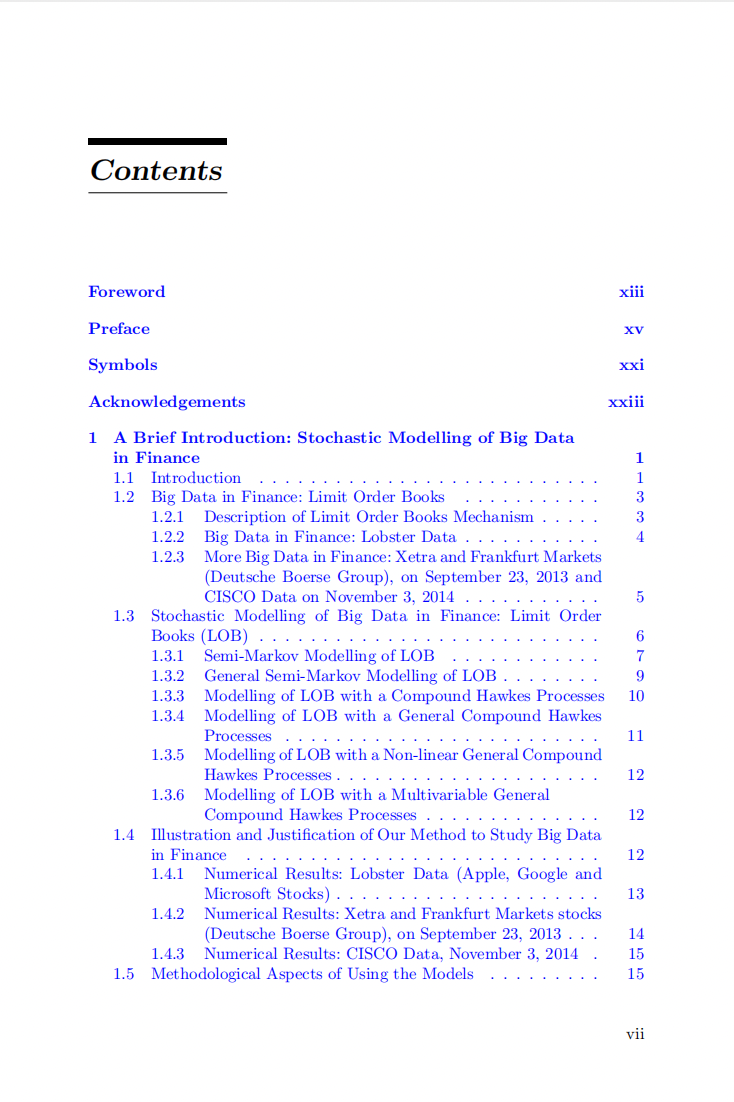 Contents
Foreword xiii
Preface xv
Symbols xxi
Acknowledgements xxiii
1 A Brief Introduction: Stochastic Modelling of Big Data
in Finance 1
1.1 Introduction . . . . . . . . . . . . . . . . . . . . . . . . . . . 1
1.2 Big Data in Finance: Limit Order Books . . . . . . . . . . . 3
1.2.1 Description of Limit Order Books Mechanism . . . . . 3
1.2.2 Big Data in Finance: Lobster Data . . . . . . . . . . . 4
1.2.3 More Big Data in Finance: Xetra and Frankfurt Markets
(Deutsche Boerse Group), on September 23, 2013 and
CISCO Data on November 3, 2014 . . . . . . . . . . . 5
1.3 Stochastic Modelling of Big Data in Finance: Limit Order
Books (LOB) . . . . . . . . . . . . . . . . . . . . . . . . . . . 6
1.3.1 Semi-Markov Modelling of LOB . . . . . . . . . . . . 7
1.3.2 General Semi-Markov Modelling of LOB . . . . . . . . 9
1.3.3 Modelling of LOB with a Compound Hawkes Processes 10
1.3.4 Modelling of LOB with a General Compound Hawkes
Processes . . . . . . . . . . . . . . . . . . . . . . . . . 11
1.3.5 Modelling of LOB with a Non-linear General Compound
Hawkes Processes . . . . . . . . . . . . . . . . . . . . . 12
1.3.6 Modelling of LOB with a Multivariable General
Compound Hawkes Processes . . . . . . . . . . . . . . 12
1.4 Illustration and Justification of Our Method to Study Big Data
in Finance . . . . . . . . . . . . . . . . . . . . . . . . . . . . 12
1.4.1 Numerical Results: Lobster Data (Apple, Google and
Microsoft Stocks) . . . . . . . . . . . . . . . . . . . . . 13
1.4.2 Numerical Results: Xetra and Frankfurt Markets stocks
(Deutsche Boerse Group), on September 23, 2013 . . . 14
1.4.3 Numerical Results: CISCO Data, November 3, 2014 . 15
1.5 Methodological Aspects of Using the Models . . . . . . . . . 15
vii